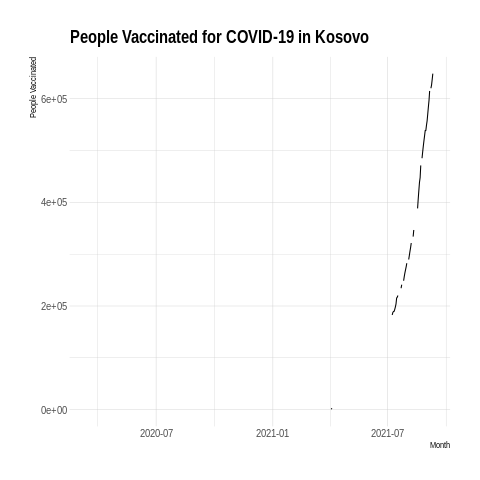 People Vaccinated for COVID-19 in Kosovo
People Vaccinated
6e+05
4e+05
2e+05
0e+00
2020-07 2021-01 2021-07
Month